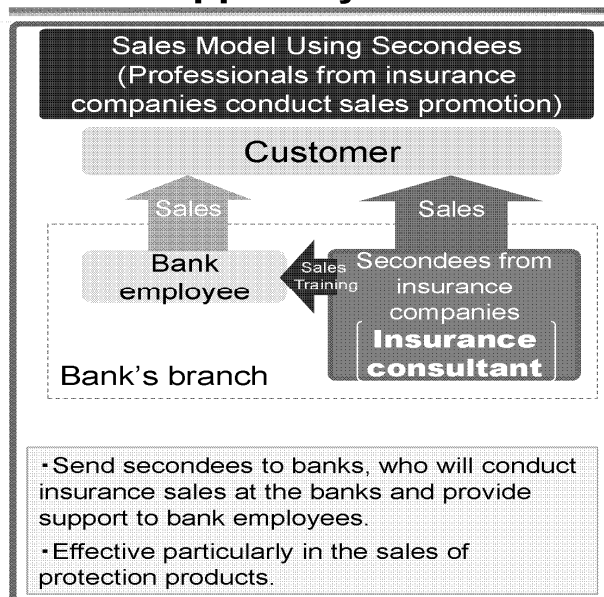 Sales Model Using Secondees
(Professionals from insurance
companies conduct sales promotion)
Customer
Sales
Sales
Bank
employee
Sales
Training
Secondees from
insurance
companies
Insurance
consultant
Bank's branch
・Send secondees to banks, who will conduct
insurance sales at the banks and provide
support to bank employees.
・Effective particularly in the sales of
protection products.